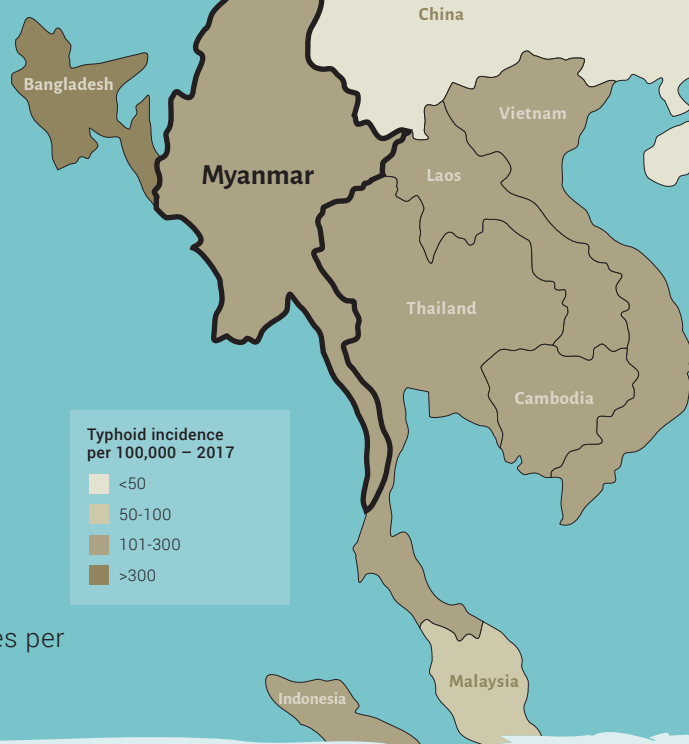 China
Bangladesh
Vietnam
Myanmar
Laos
Thailand
Cambodia
Typhoid incidence
per 100,000 – 2017
<50
50-100
101-300
>300
per
Malaysia
Indonesia